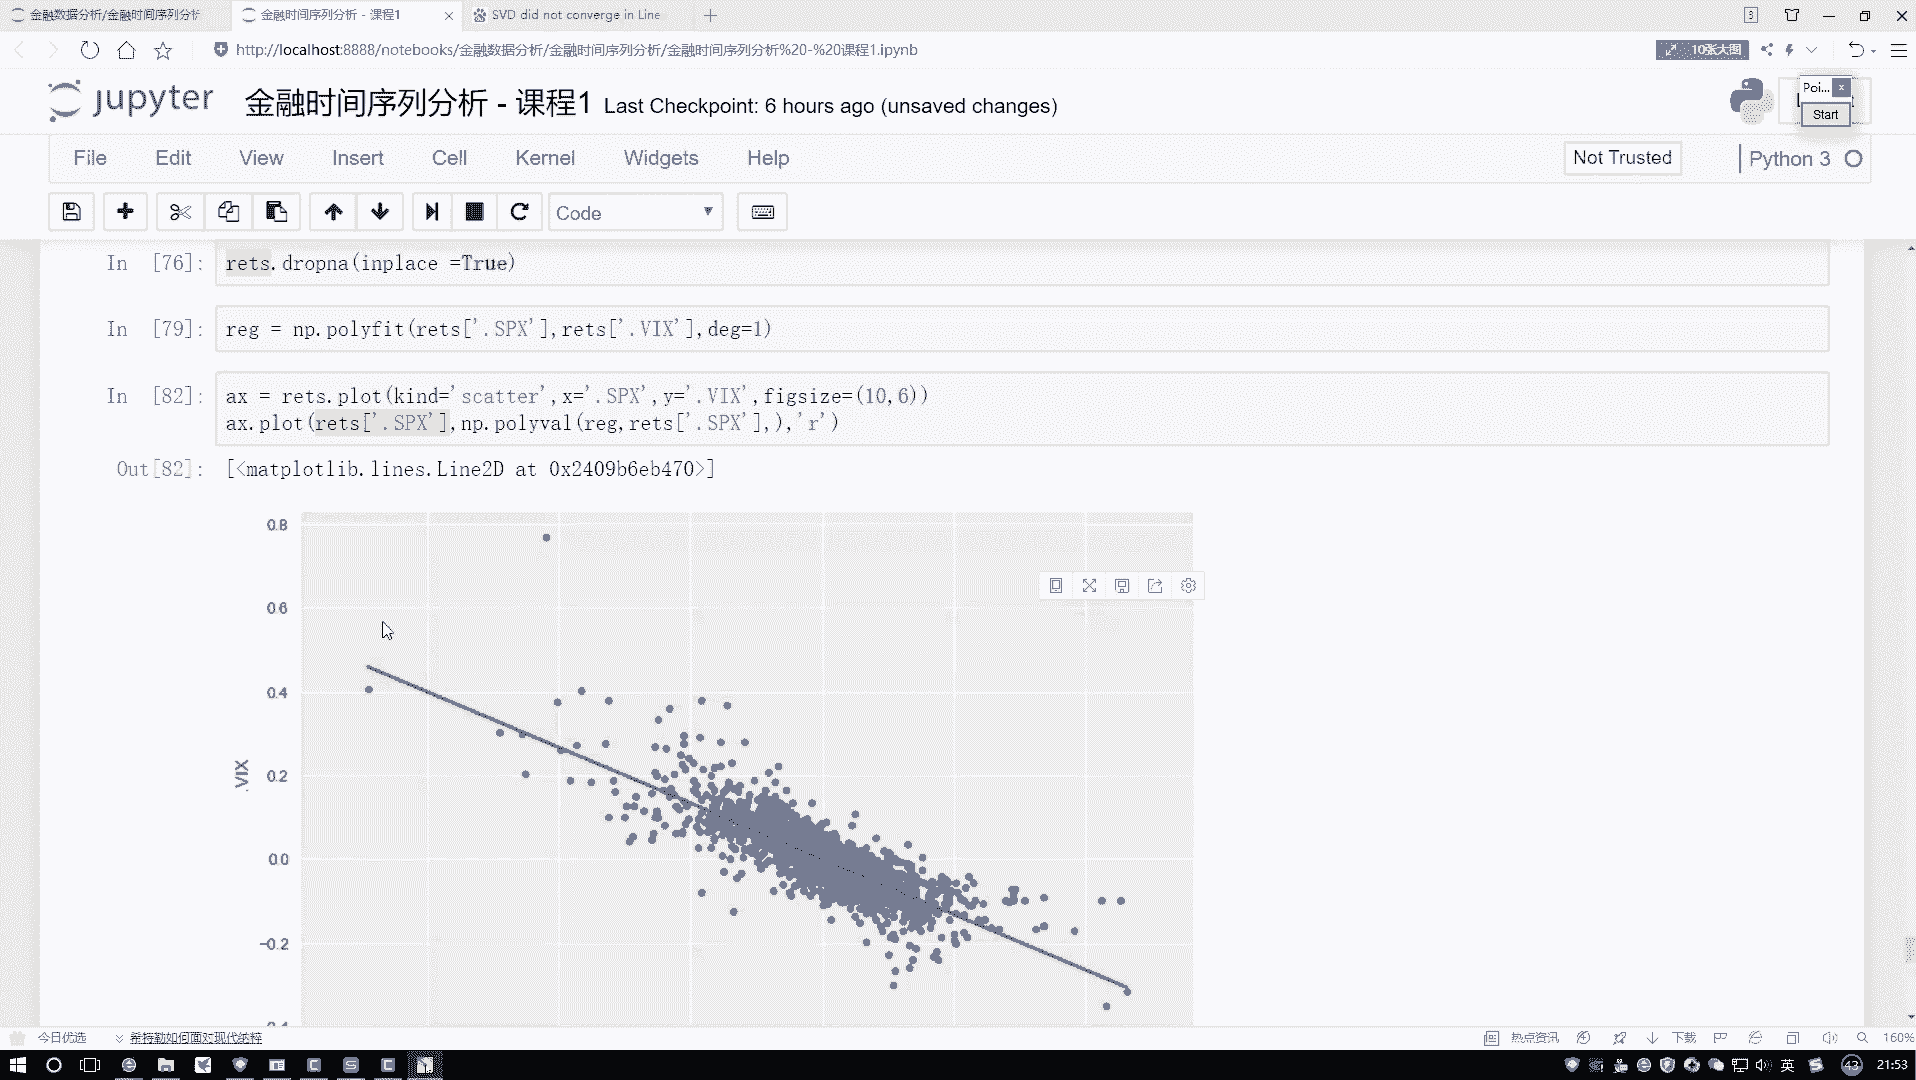 金融数据分析/金融时间序列分析
金融时间序列分析 - 课程1
SVD did not converge in Line
3
http://localhost:8888/notebooks/金融数据分析/金融时间序列分析/金融时间序列分析%20-%20课程1.ipynb
10张大图
jupyter
金融时间序列分析 - 课程1
Last Checkpoint: 6 hours ago (unsaved changes)
Poi...
Start
File
Edit
View
Insert
Cell
Kernel
Widgets
Help
Not Trusted
Python 3
Code
In [76]: rets.dropna(inplace =True)
In [79]: reg = np.polyfit(rets['.SPX'],rets['.VIX'],deg=1)
In [82]: ax = rets.plot(kind='scatter',x='.SPX',y='.VIX',figsize=(10,6))
ax.plot(rets['.SPX'],np.polyval(reg,rets['.SPX'],),'r')
Out[82]: [<matplotlib.lines.Line2D at 0x2409b6eb470>]
0.8
0.6
0.4
0.2
0.0
-0.2
.VIX
今日优选
希拉勒如何面对现代纳粹
热点资讯
下载
160%
英
43
21:53